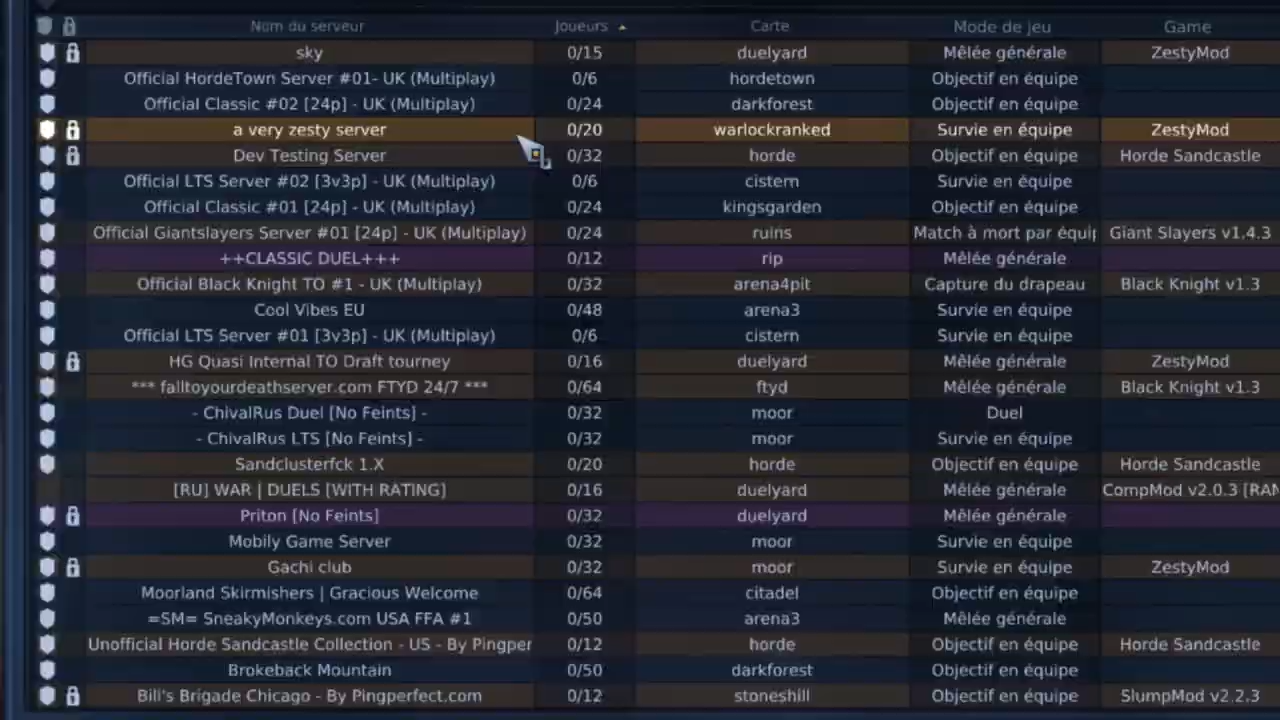 Nom du serveur Joueurs Carte Mode de jeu Game
sky 0/15 duelyard Mêlée générale ZestyMod
Official HordeTown Server #01- UK (Multiplay) 0/6 hordetown Objectif en équipe
Official Classic #02 [24p] - UK (Multiplay) 0/24 darkforest Objectif en équipe
a very zesty server 0/20 warlockranked Survie en équipe ZestyMod
Dev Testing Server 0/32 horde Objectif en équipe Horde Sandcastle
Official LTS Server #02 [3v3p] - UK (Multiplay) 0/6 cistern Survie en équipe
Official Classic #01 [24p] - UK (Multiplay) 0/24 kingsgarden Objectif en équipe
Official Giantslayers Server #01 [24p] - UK (Multiplay) 0/24 ruins Match à mort par équip Giant Slayers v1.4.3
++CLASSIC DUEL+++ 0/12 rip Mêlée générale
Official Black Knight TO #1 - UK (Multiplay) 0/32 arena4pit Capture du drapeau Black Knight v1.3
Cool Vibes EU 0/48 arena3 Survie en équipe
Official LTS Server #01 [3v3p] - UK (Multiplay) 0/6 cistern Survie en équipe
HG Quasi Internal TO Draft tourney 0/16 duelyard Mêlée générale ZestyMod
*** falltoyourdeathserver.com FTYD 24/7 *** 0/64 ftyd Mêlée générale Black Knight v1.3
- ChivalRus Duel [No Feints] - 0/32 moor Duel
- ChivalRus LTS [No Feints] - 0/32 moor Survie en équipe
Sandclusterfck 1.X 0/20 horde Objectif en équipe Horde Sandcastle
[RU] WAR | DUELS [WITH RATING] 0/16 duelyard Mêlée générale CompMod v2.0.3 [RAN
Priton [No Feints] 0/32 duelyard Mêlée générale
Mobily Game Server 0/32 moor Survie en équipe
Gachi club 0/32 moor Survie en équipe ZestyMod
Moorland Skirmishers | Gracious Welcome 0/64 citadel Objectif en équipe
=SM= SneakyMonkeys.com USA FFA #1 0/50 arena3 Mêlée générale
Unofficial Horde Sandcastle Collection - US - By Pingper 0/12 horde Objectif en équipe Horde Sandcastle
Brokeback Mountain 0/50 darkforest Objectif en équipe
Bill's Brigade Chicago - By Pingperfect.com 0/12 stoneshill Objectif en équipe SlumpMod v2.2.3